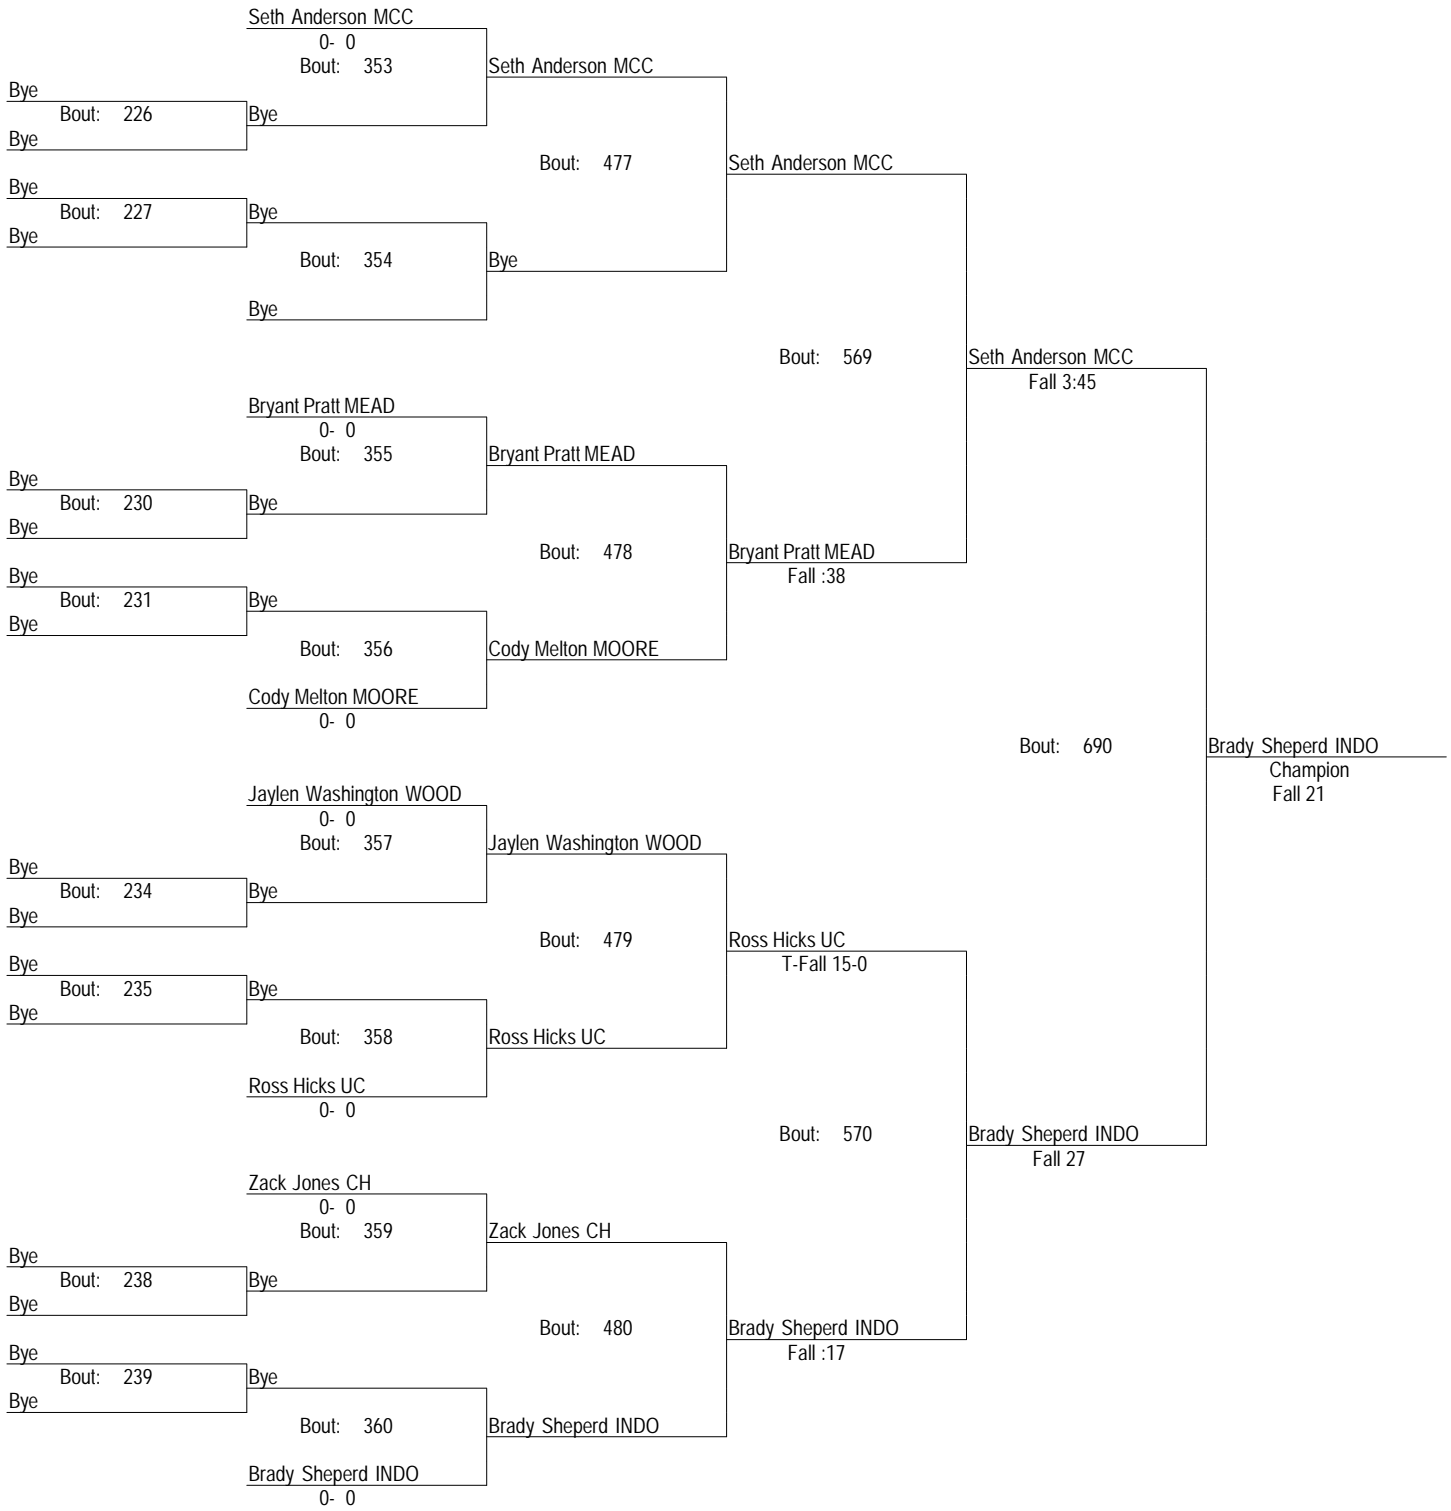 Seth Anderson MCC
0- 0
Bout: 353
Seth Anderson MCC
Bye
Bout: 226
Bye
Bye
Bout: 477
Seth Anderson MCC
Bye
Bout: 227
Bye
Bye
Bout: 354
Bye
Bye
Bout: 569
Seth Anderson MCC
Fall 3:45
Bryant Pratt MEAD
0- 0
Bout: 355
Bryant Pratt MEAD
Bye
Bout: 230
Bye
Bye
Bout: 478
Bryant Pratt MEAD
Fall :38
Bye
Bout: 231
Bye
Bye
Bout: 356
Cody Melton MOORE
Cody Melton MOORE
0- 0
Bout: 690
Brady Sheperd INDO
Champion
Fall 21
Jaylen Washington WOOD
0- 0
Bout: 357
Jaylen Washington WOOD
Bye
Bout: 234
Bye
Bye
Bout: 479
Ross Hicks UC
T-Fall 15-0
Bye
Bout: 235
Bye
Bye
Bout: 358
Ross Hicks UC
Ross Hicks UC
0- 0
Bout: 570
Brady Sheperd INDO
Fall 27
Zack Jones CH
0- 0
Bout: 359
Zack Jones CH
Bye
Bout: 238
Bye
Bye
Bout: 480
Brady Sheperd INDO
Fall :17
Bye
Bout: 239
Bye
Bye
Bout: 360
Brady Sheperd INDO
Brady Sheperd INDO
0- 0